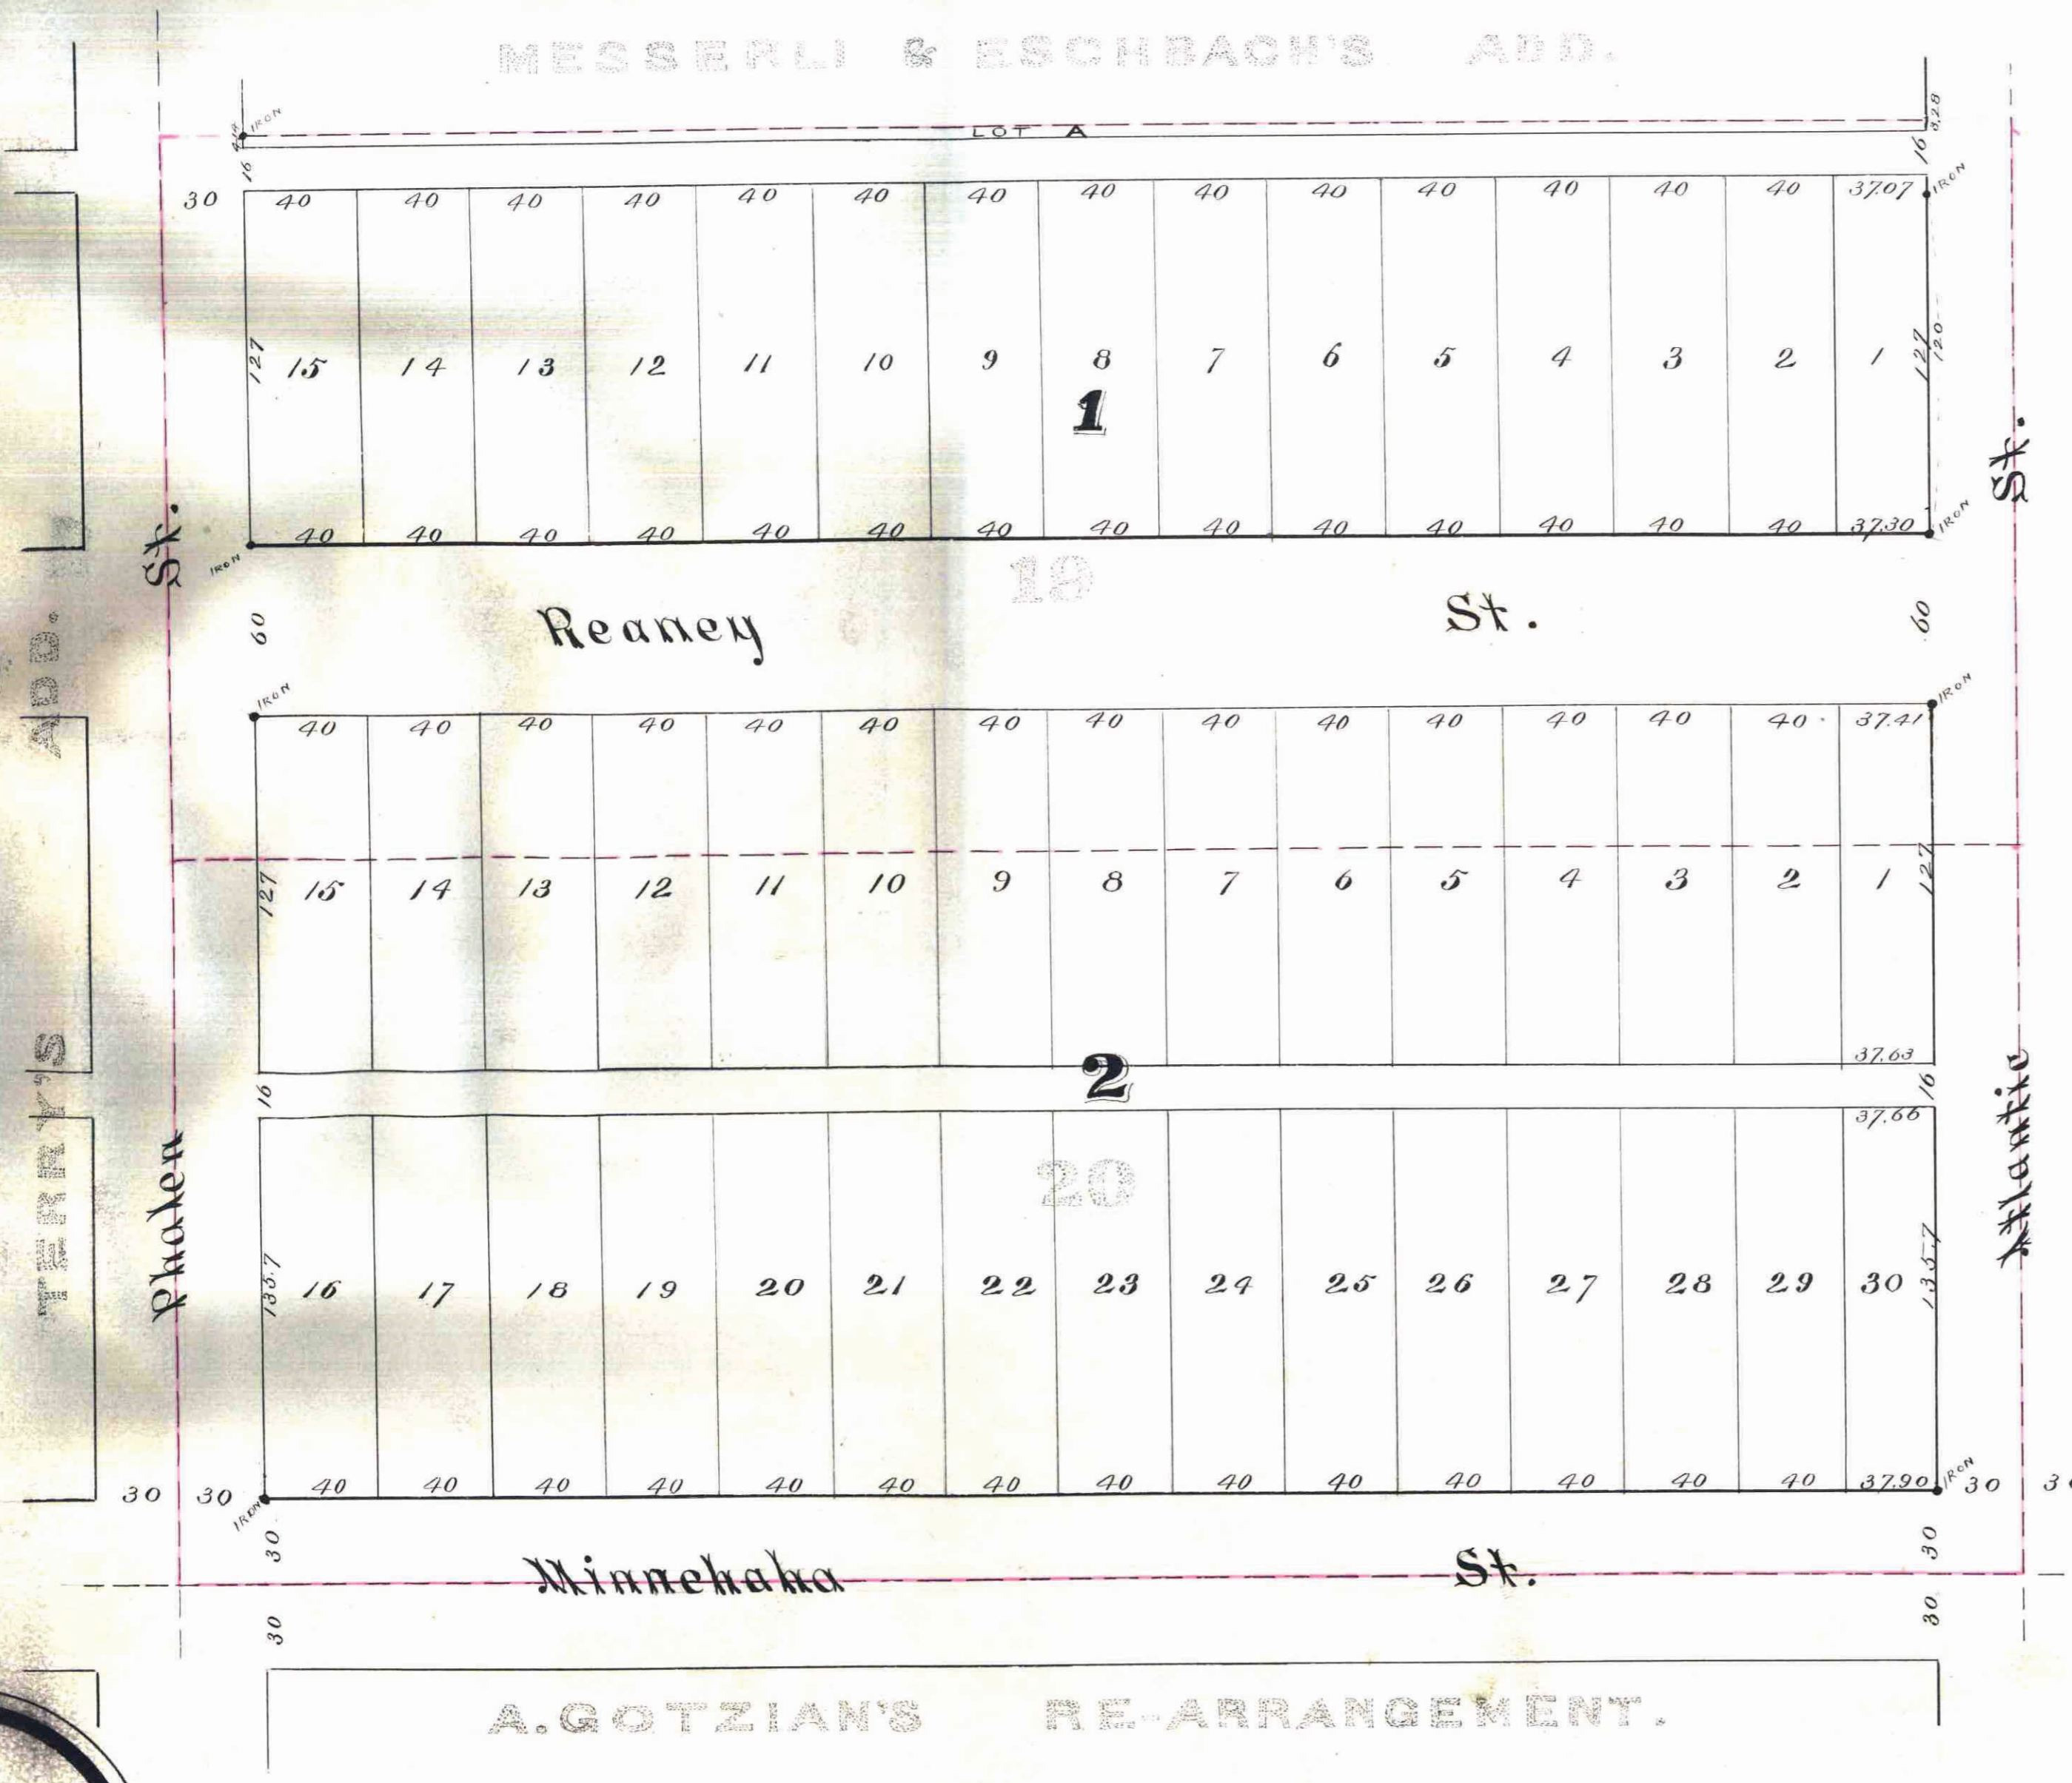 MESSERLI & ESCHBACH'S ADD.
IRON
LOT A
3.28
16 16
IRON
30 40 40 40 40 40 40 40 40 40 40 40 40 40 40 37.07
127 15 14 13 12 11 10 9 8 7 6 5 4 3 2 1 127 120
1
40 40 40 40 40 40 40 40 40 40 40 40 40 40 37.30
IRON IRON
19
60 Reaney St. 60
IRON IRON
40 40 40 40 40 40 40 40 40 40 40 40 40 40 37.41
127 15 14 13 12 11 10 9 8 7 6 5 4 3 2 1 127
37.63
16 2 16
37.66
20
133.7 16 17 18 19 20 21 22 23 24 25 26 27 28 29 30 135.7
30 30 40 40 40 40 40 40 40 40 40 40 40 40 40 40 37.90 30
IRON IRON
30 30
Minnehaha St.
30 30
A. GOTZIAN'S RE-ARRANGEMENT.
TERRY'S ADD.
Phalen St.
Atlantic St.